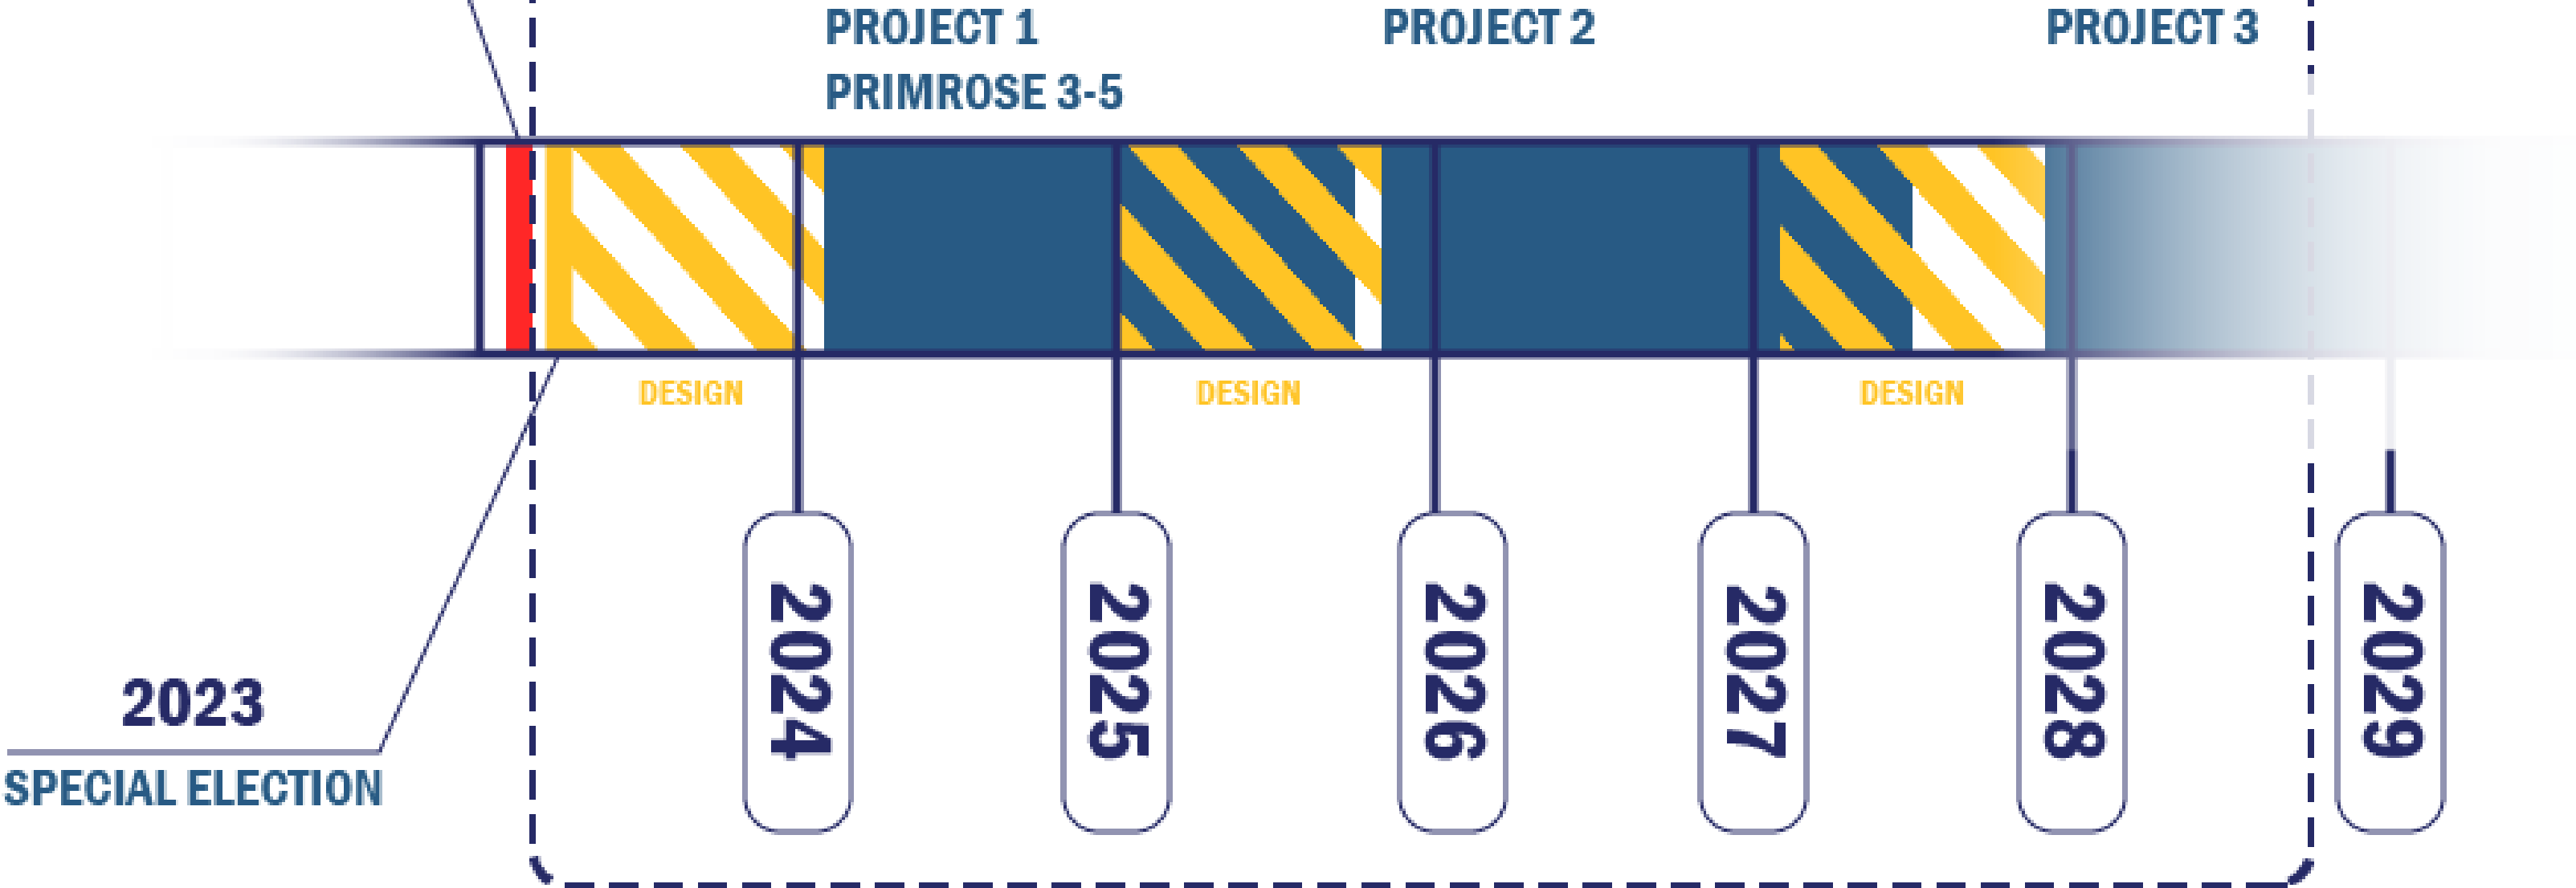 PROJECT 1
PRIMROSE 3-5
PROJECT 2
PROJECT 3
DESIGN
DESIGN
DESIGN
2023
SPECIAL ELECTION
2024
2025
2026
2027
2028
2029